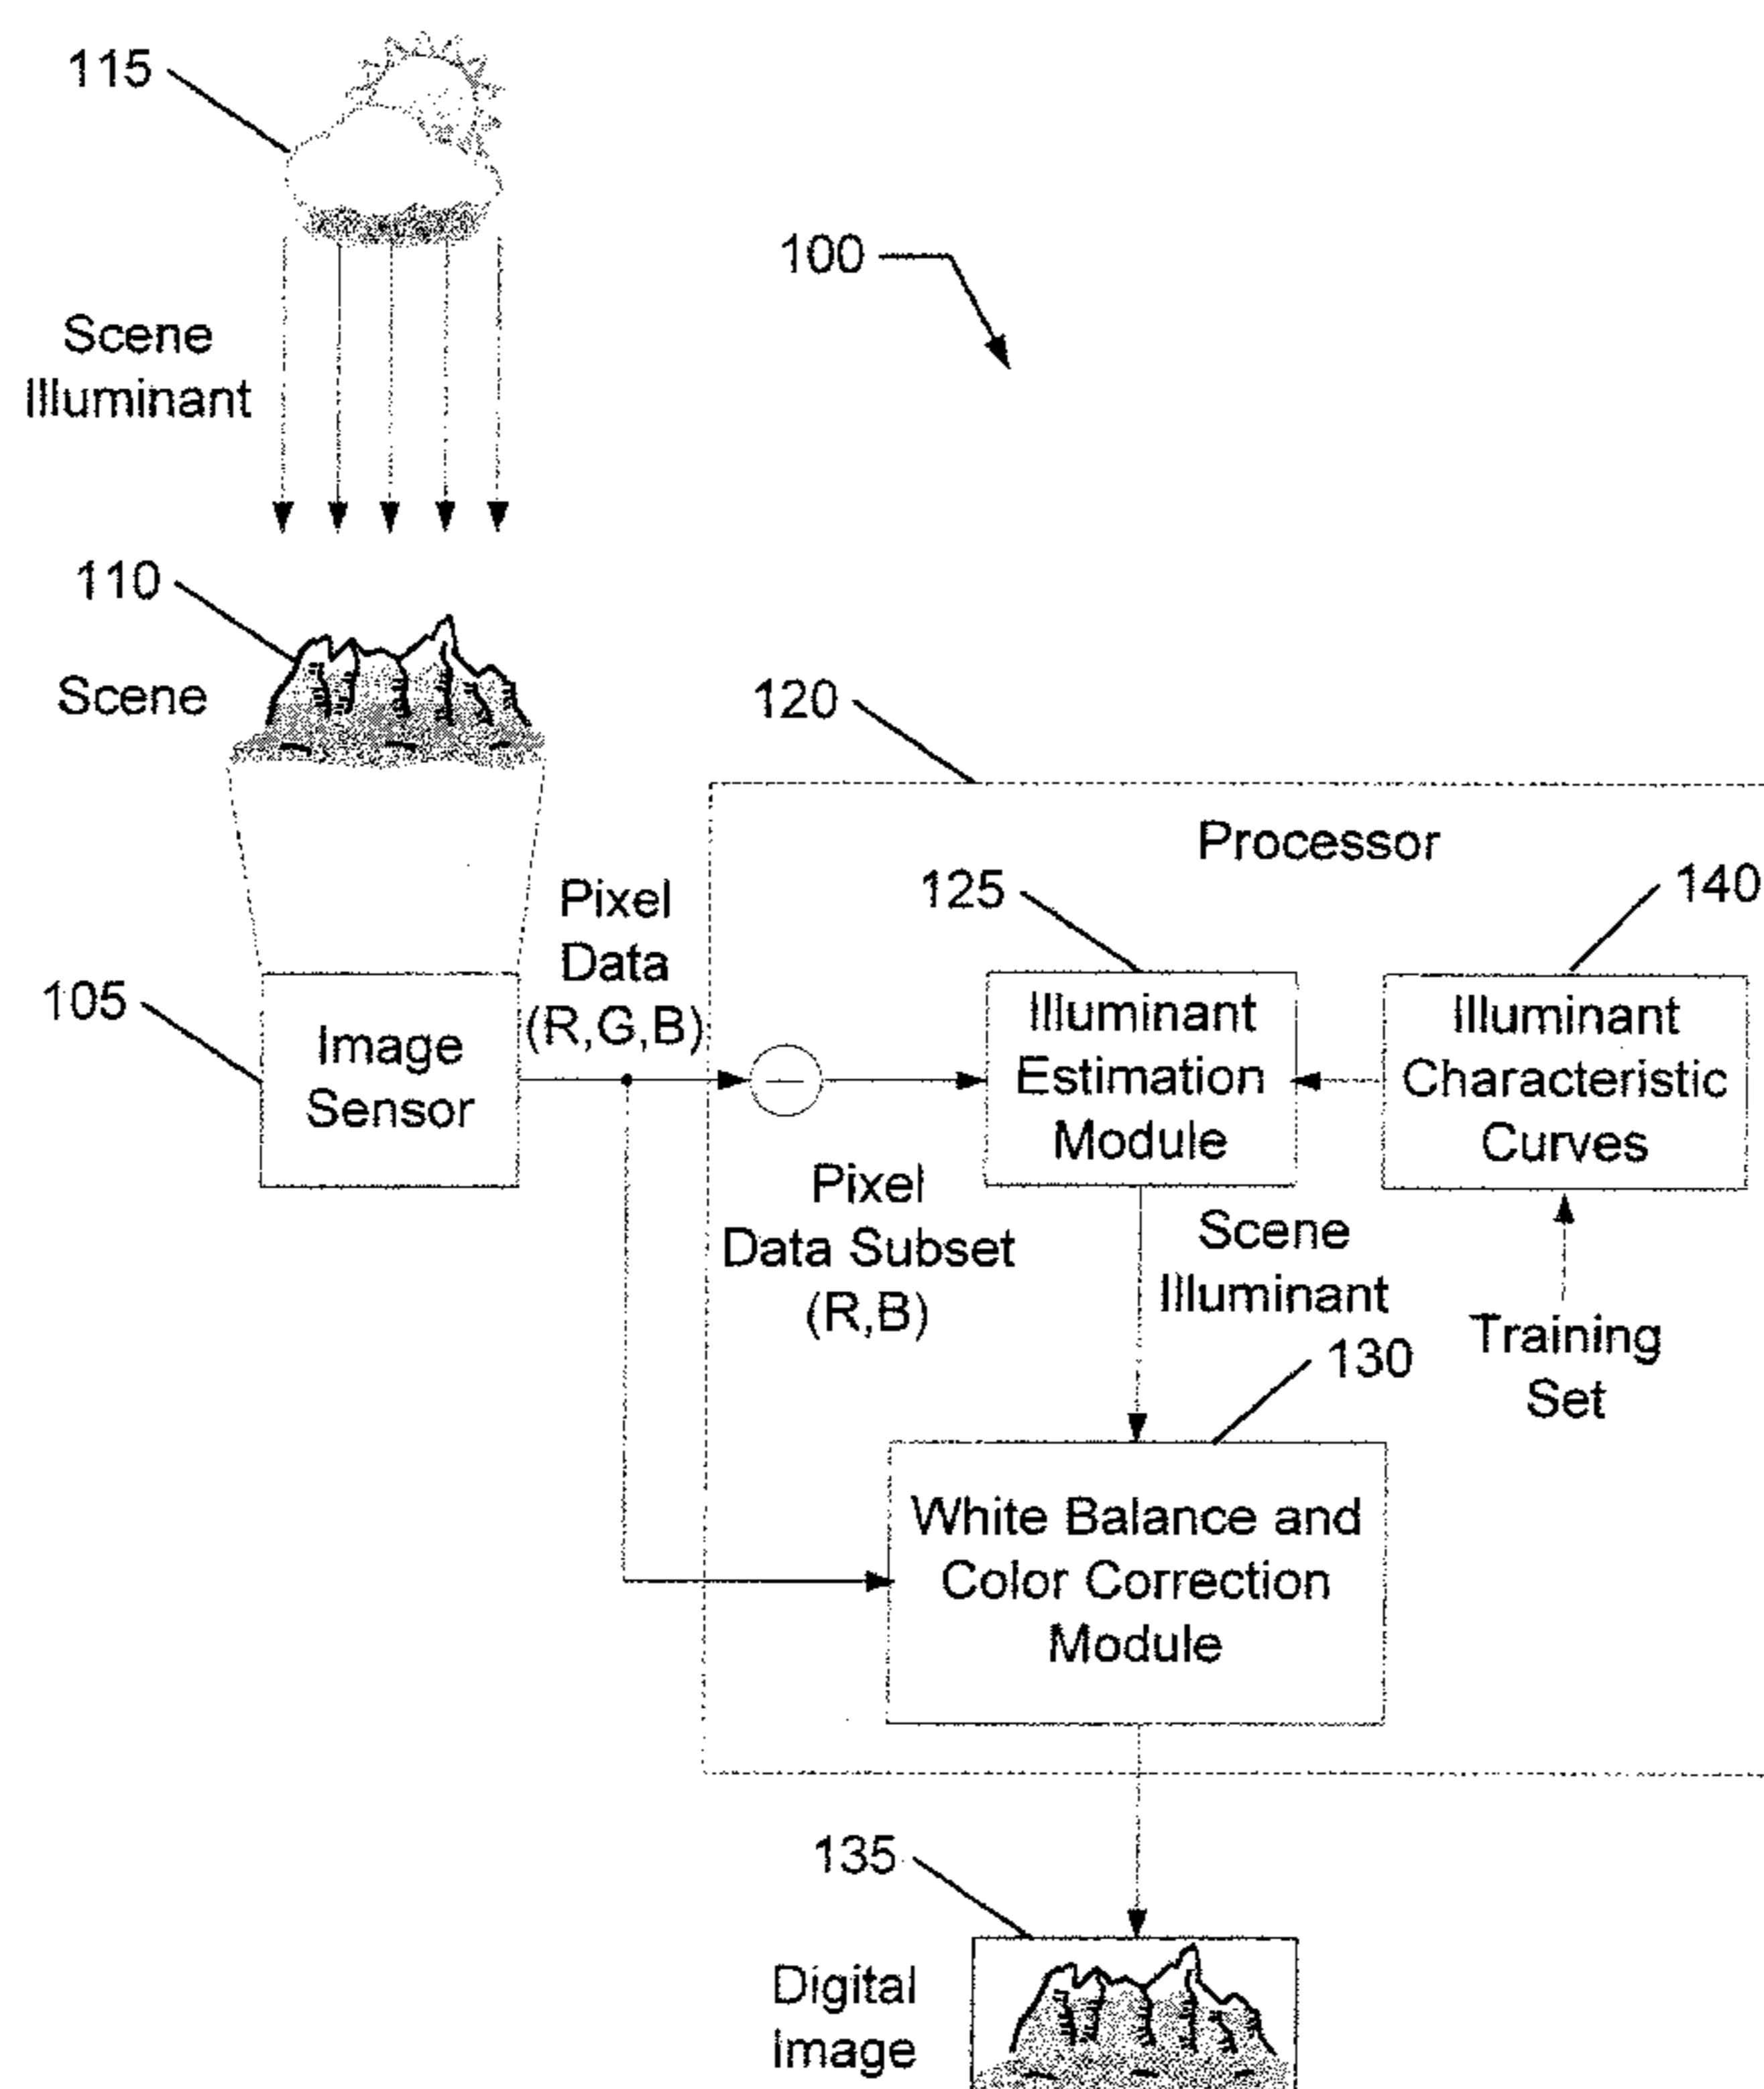 115
100
Scene
Illuminant
110
Scene
120
Processor
125
140
Pixel
Data
(R,G,B)
105
Image
Sensor
Illuminant
Estimation
Module
Illuminant
Characteristic
Curves
Pixel
Data Subset
(R,B)
Scene
Illuminant
130
Training
Set
White Balance and
Color Correction
Module
135
Digital
Image